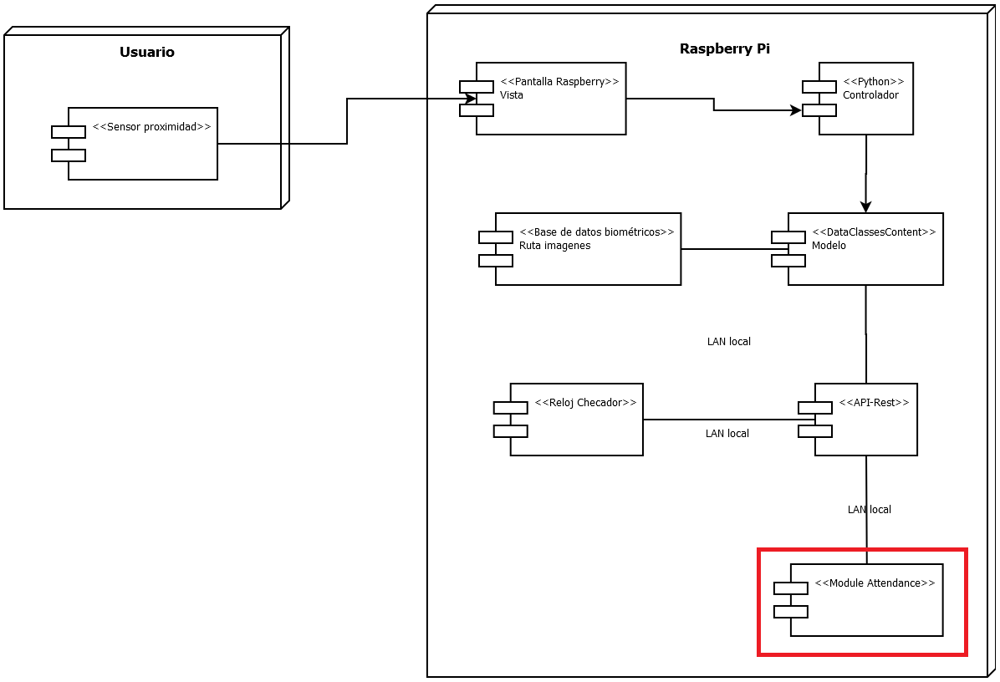 Usuario
<<Sensor proximidad>>
Raspberry Pi
<<Pantalla Raspberry>>
Vista
<<Python>>
Controlador
<<Base de datos biométricos>>
Ruta imagenes
<<DataClassesContent>>
Modelo
LAN local
<<Reloj Checador>>
<<API-Rest>>
LAN local
LAN local
<<Module Attendance>>